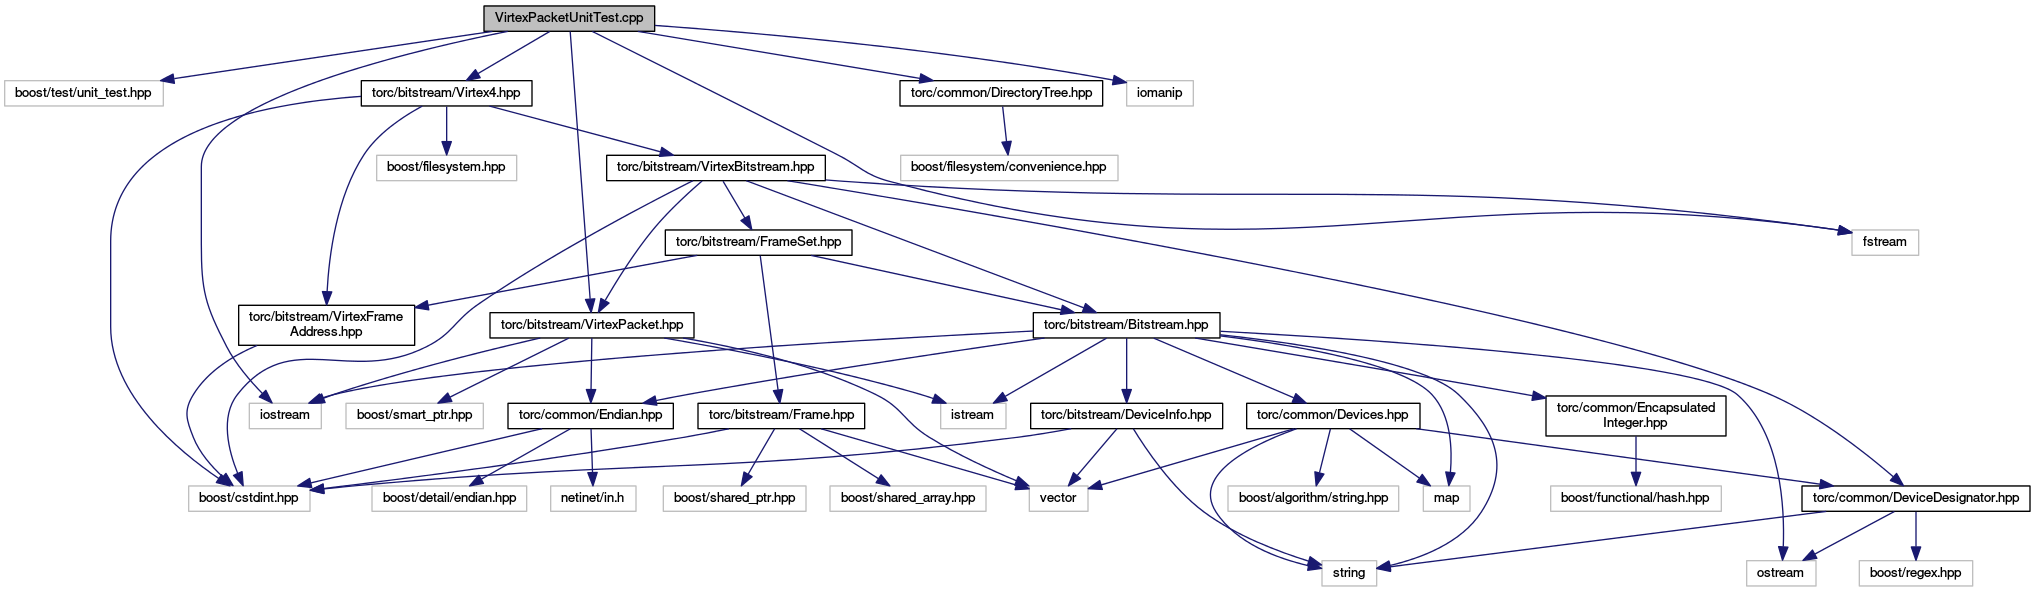 VirtexPacketUnitTest.cpp
boost/test/unit_test.hpp
torc/bitstream/Virtex4.hpp
torc/common/DirectoryTree.hpp
iomanip
boost/filesystem.hpp
torc/bitstream/VirtexBitstream.hpp
boost/filesystem/convenience.hpp
torc/bitstream/FrameSet.hpp
fstream
torc/bitstream/VirtexFrame
Address.hpp
torc/bitstream/VirtexPacket.hpp
torc/bitstream/Bitstream.hpp
iostream
boost/smart_ptr.hpp
torc/common/Endian.hpp
torc/bitstream/Frame.hpp
istream
torc/bitstream/DeviceInfo.hpp
torc/common/Devices.hpp
torc/common/Encapsulated
Integer.hpp
boost/cstdint.hpp
boost/detail/endian.hpp
netinet/in.h
boost/shared_ptr.hpp
boost/shared_array.hpp
vector
boost/algorithm/string.hpp
map
boost/functional/hash.hpp
torc/common/DeviceDesignator.hpp
string
ostream
boost/regex.hpp